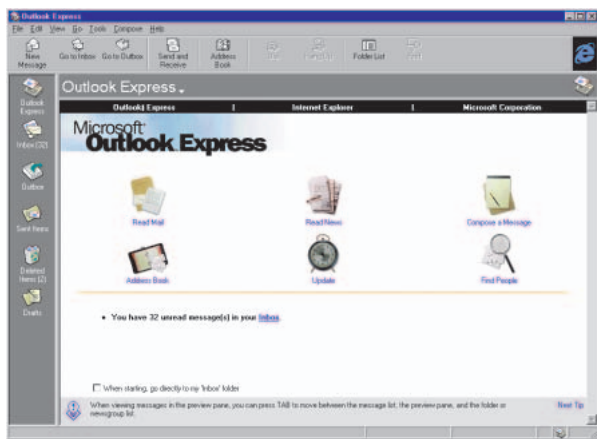 Outlook Express
File Edit View Go Tools Compose Help
New Message
Go to Inbox
Go to Outbox
Send and Receive
Address Book
Folder List
Outlook Express
Outlook Express | Internet Explorer | Microsoft Corporation
Microsoft
Outlook Express
Outlook Express
Inbox (32)
Outbox
Sent Items
Deleted Items (2)
Drafts
Read Mail
Read News
Compose a Message
Address Book
Update
Find People
• You have 32 unread message(s) in your Inbox.
When starting, go directly to my 'Inbox' folder
When viewing messages in the preview pane, you can press TAB to move between the message list, the preview pane, and the folder or
newsgroup list.
Next Tip